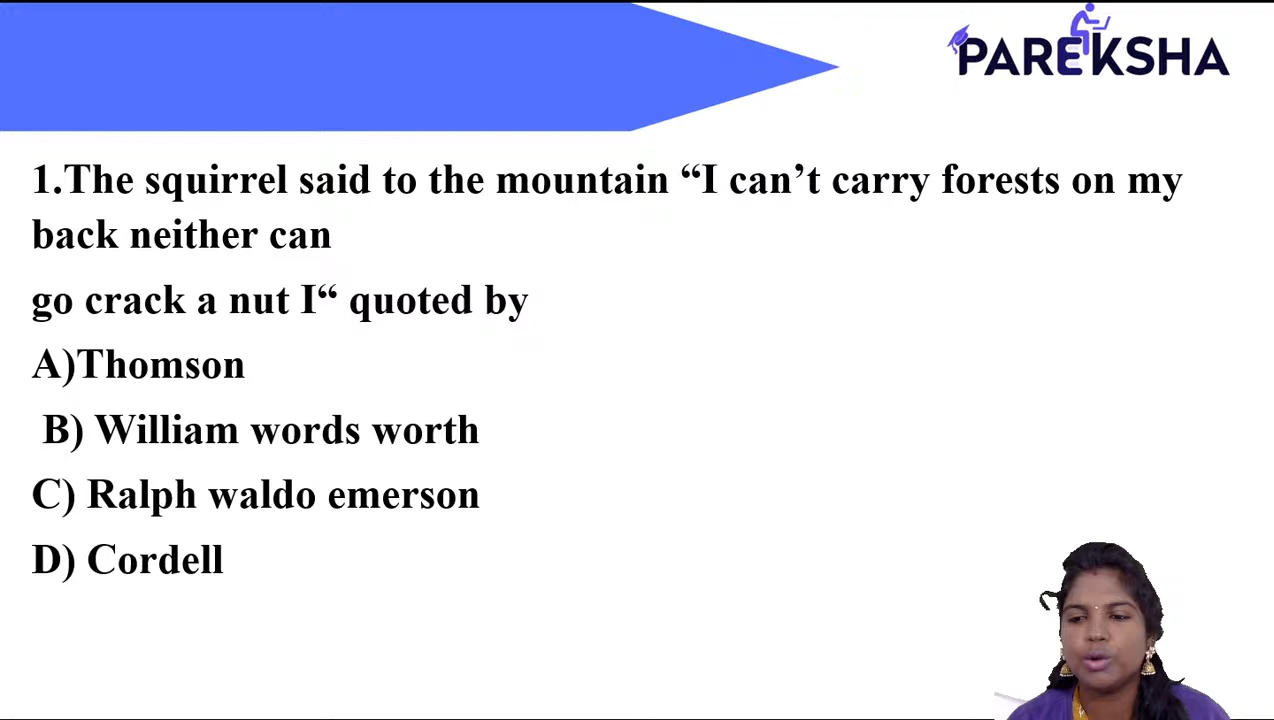 PAREKSHA
1.The squirrel said to the mountain “I can’t carry forests on my
back neither can
go crack a nut I“ quoted by
A)Thomson
B) William words worth
C) Ralph waldo emerson
D) Cordell